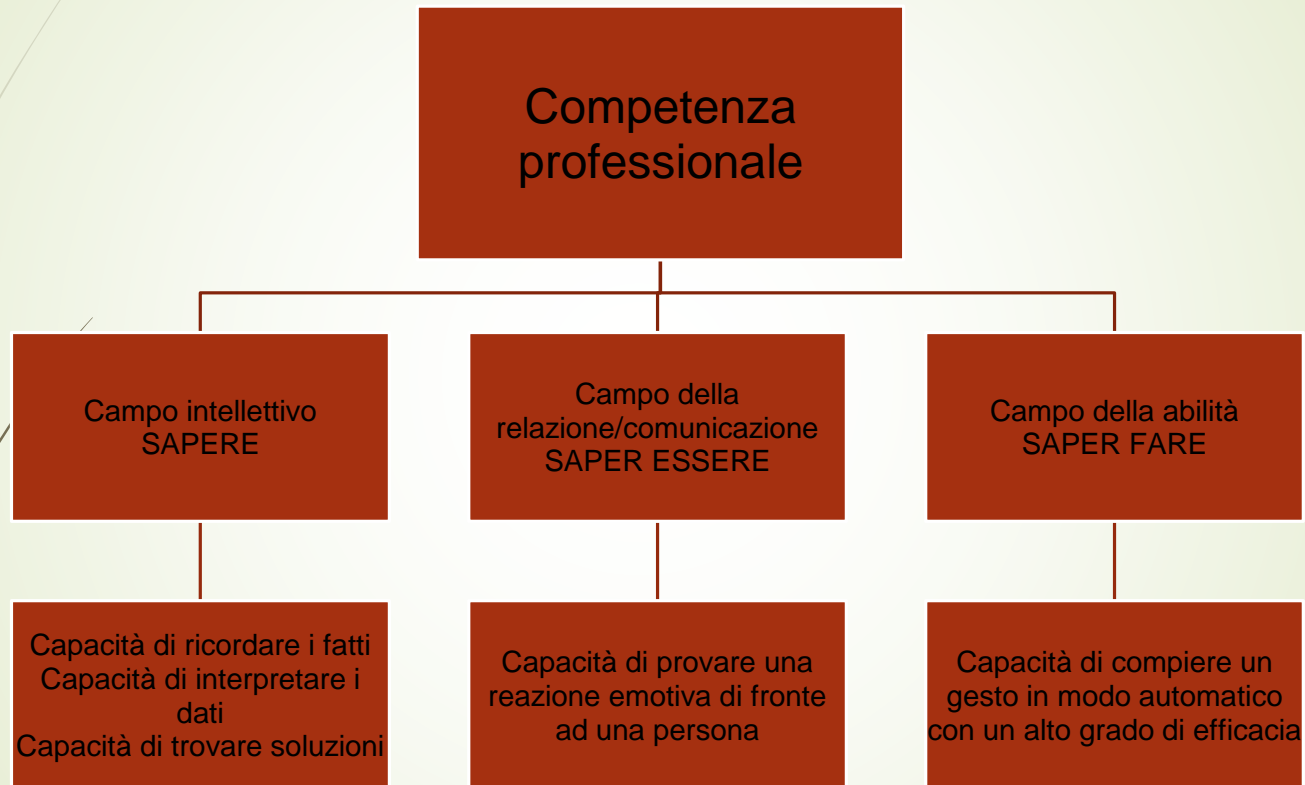 Competenza
professionale
Campo intellettivo
SAPERE
Campo della
relazione/comunicazione
SAPER ESSERE
Campo della abilità
SAPER FARE
Capacità di ricordare i fatti
Capacità di interpretare i
dati
Capacità di trovare soluzioni
Capacità di provare una
reazione emotiva di fronte
ad una persona
Capacità di compiere un
gesto in modo automatico
con un alto grado di efficacia